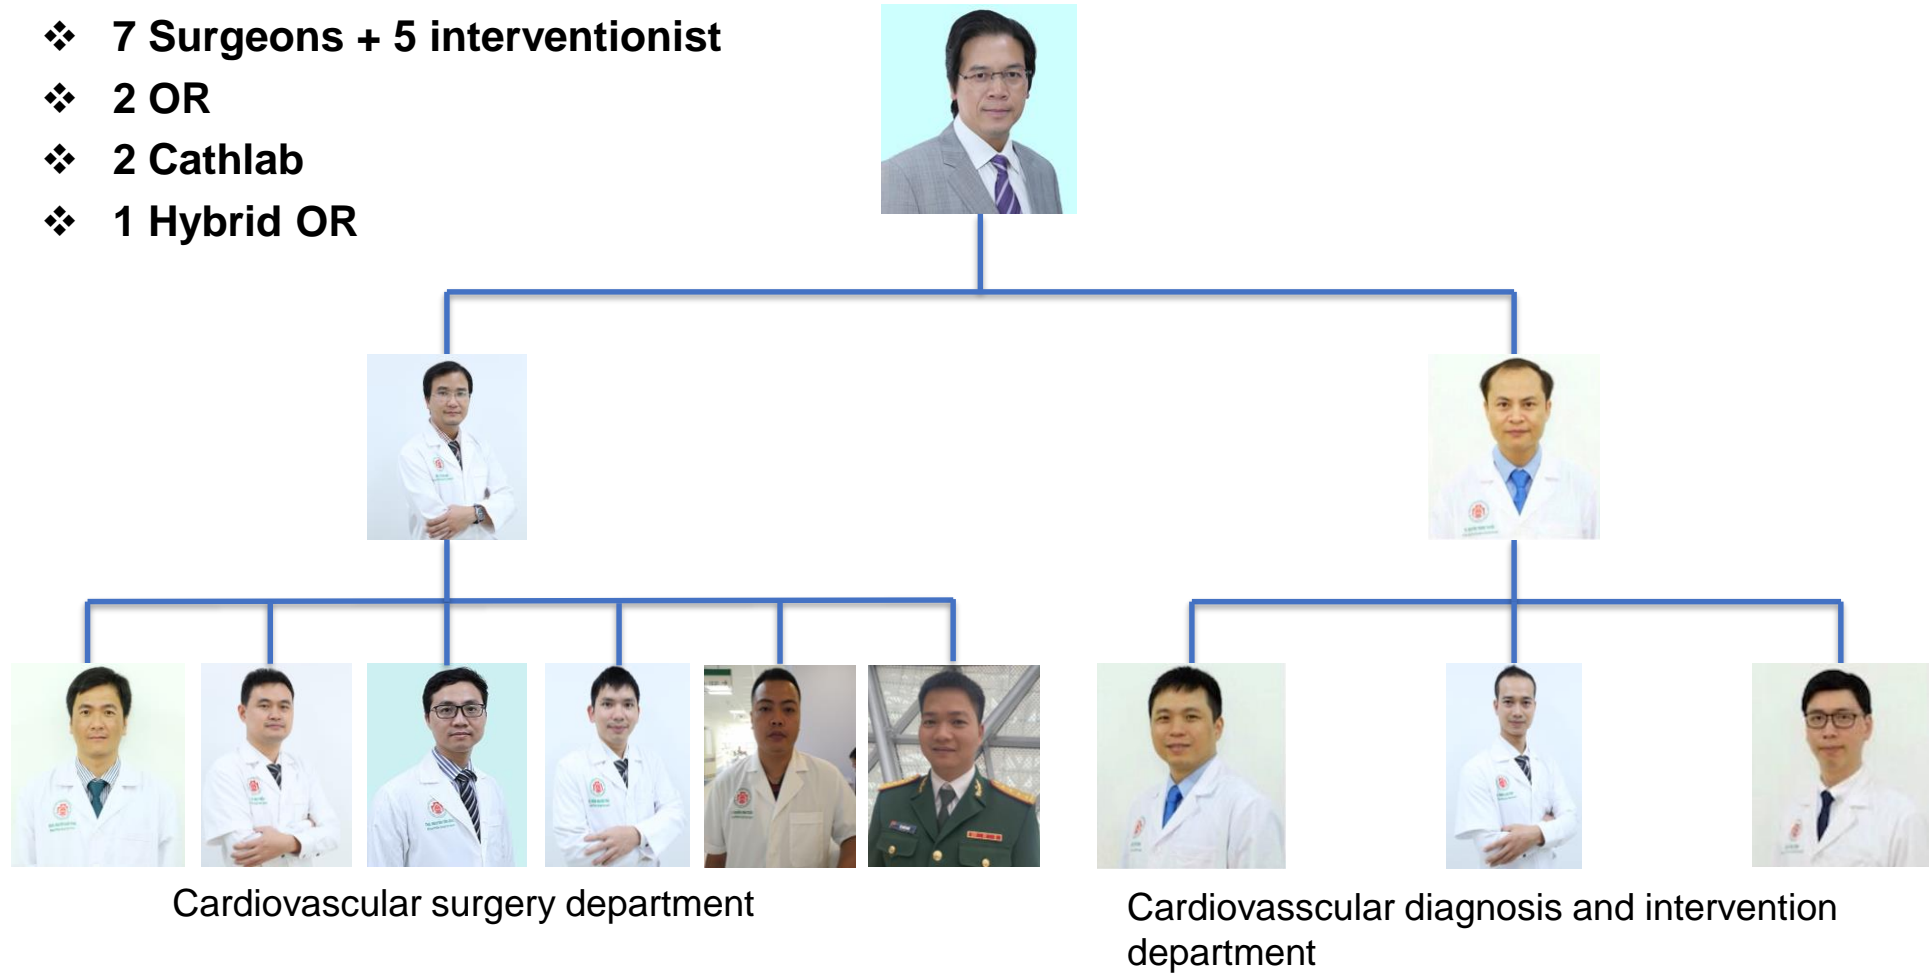 ❖ 7 Surgeons + 5 interventionist
❖ 2 OR
❖ 2 Cathlab
❖ 1 Hybrid OR
Cardiovascular surgery department
Cardiovasscular diagnosis and intervention
department